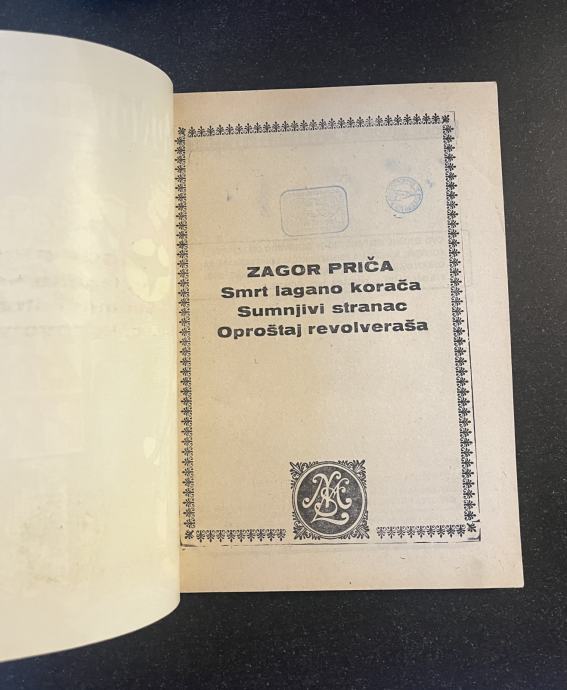 ZAGOR PRIČA
Smrt lagano korača
Sumnjivi stranac
Oproštaj revolveraša